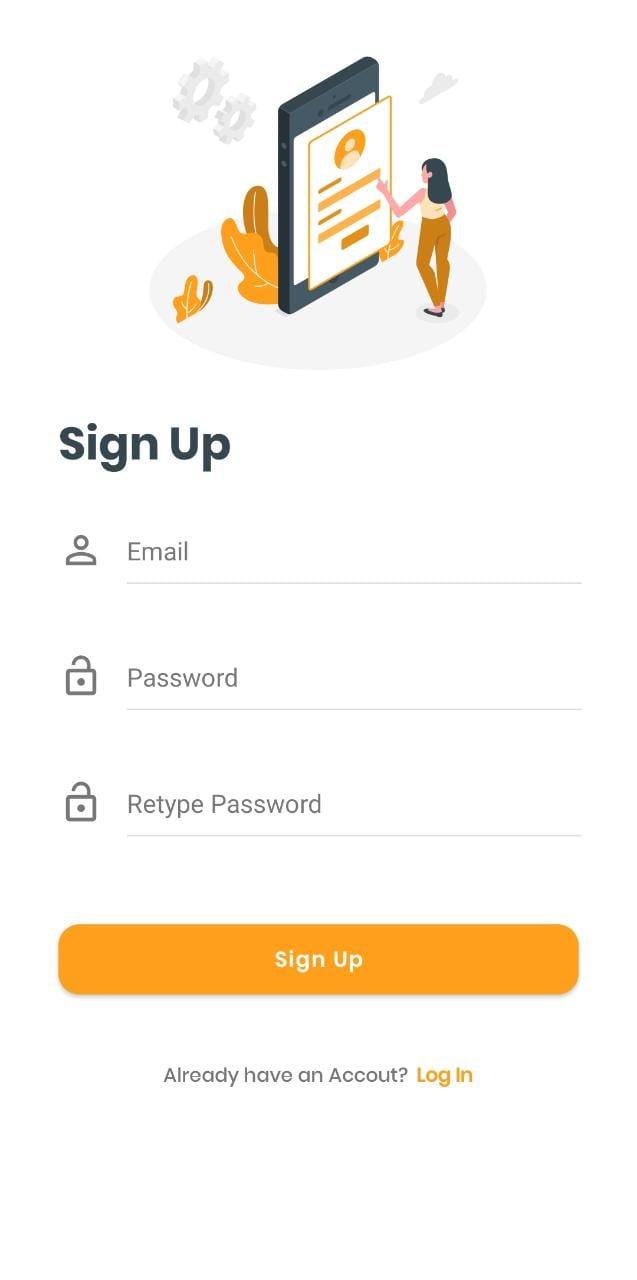 Sign Up
Email
Password
Retype Password
Sign Up
Already have an Accout? Log In